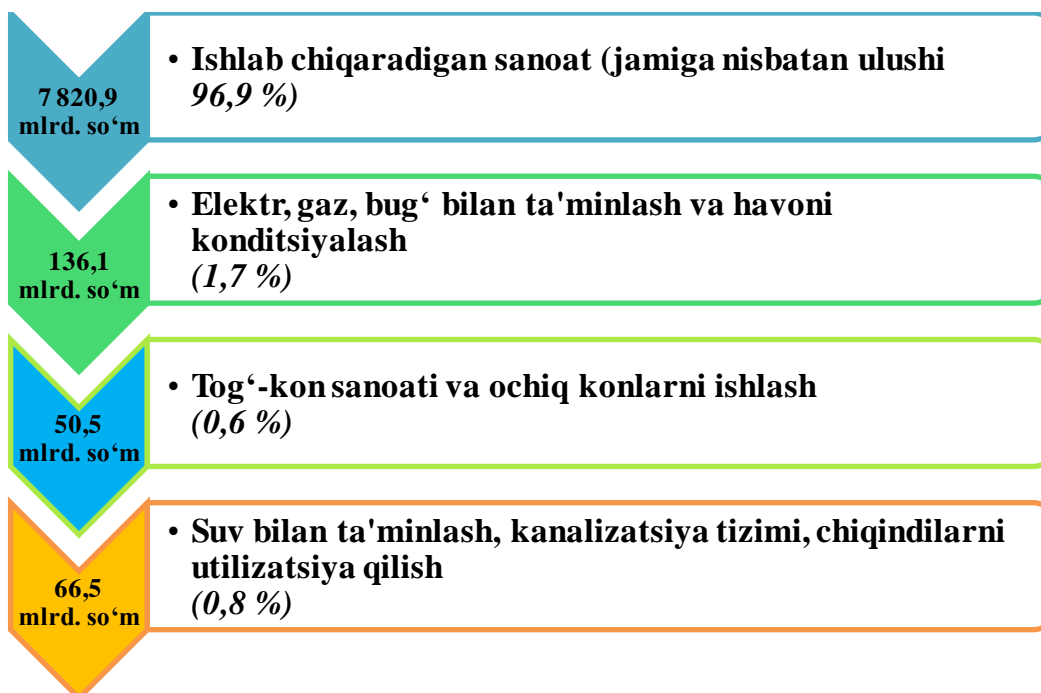 7 820,9
mlrd. so‘m
• Ishlab chiqaradigan sanoat (jamiga nisbatan ulushi
96,9 %)
136,1
mlrd. so‘m
• Elektr, gaz, bug‘ bilan ta'minlash va havoni
konditsiyalash
(1,7 %)
50,5
mlrd. so‘m
• Tog‘-kon sanoati va ochiq konlarni ishlash
(0,6 %)
66,5
mlrd. so‘m
• Suv bilan ta'minlash, kanalizatsiya tizimi, chiqindilarni
utilizatsiya qilish
(0,8 %)